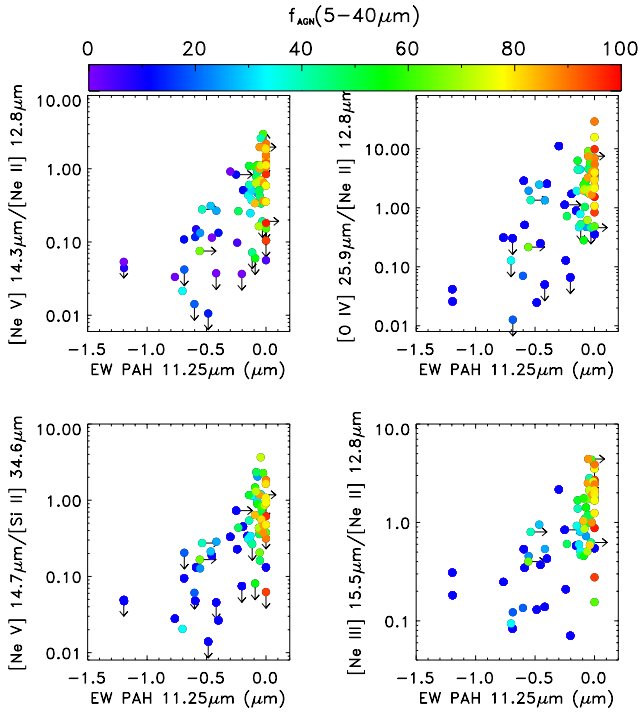 f_AGN(5−40μm)
0 20 40 60 80 100
[Ne V] 14.3μm/[Ne II] 12.8μm
10.00
1.00
0.10
0.01
−1.5 −1.0 −0.5 0.0
EW PAH 11.25μm (μm)
[O IV] 25.9μm/[Ne II] 12.8μm
10.00
1.00
0.10
0.01
−1.5 −1.0 −0.5 0.0
EW PAH 11.25μm (μm)
[Ne V] 14.7μm/[Si II] 34.6μm
10.00
1.00
0.10
0.01
−1.5 −1.0 −0.5 0.0
EW PAH 11.25μm (μm)
[Ne III] 15.5μm/[Ne II] 12.8μm
10.0
1.0
0.1
−1.5 −1.0 −0.5 0.0
EW PAH 11.25μm (μm)